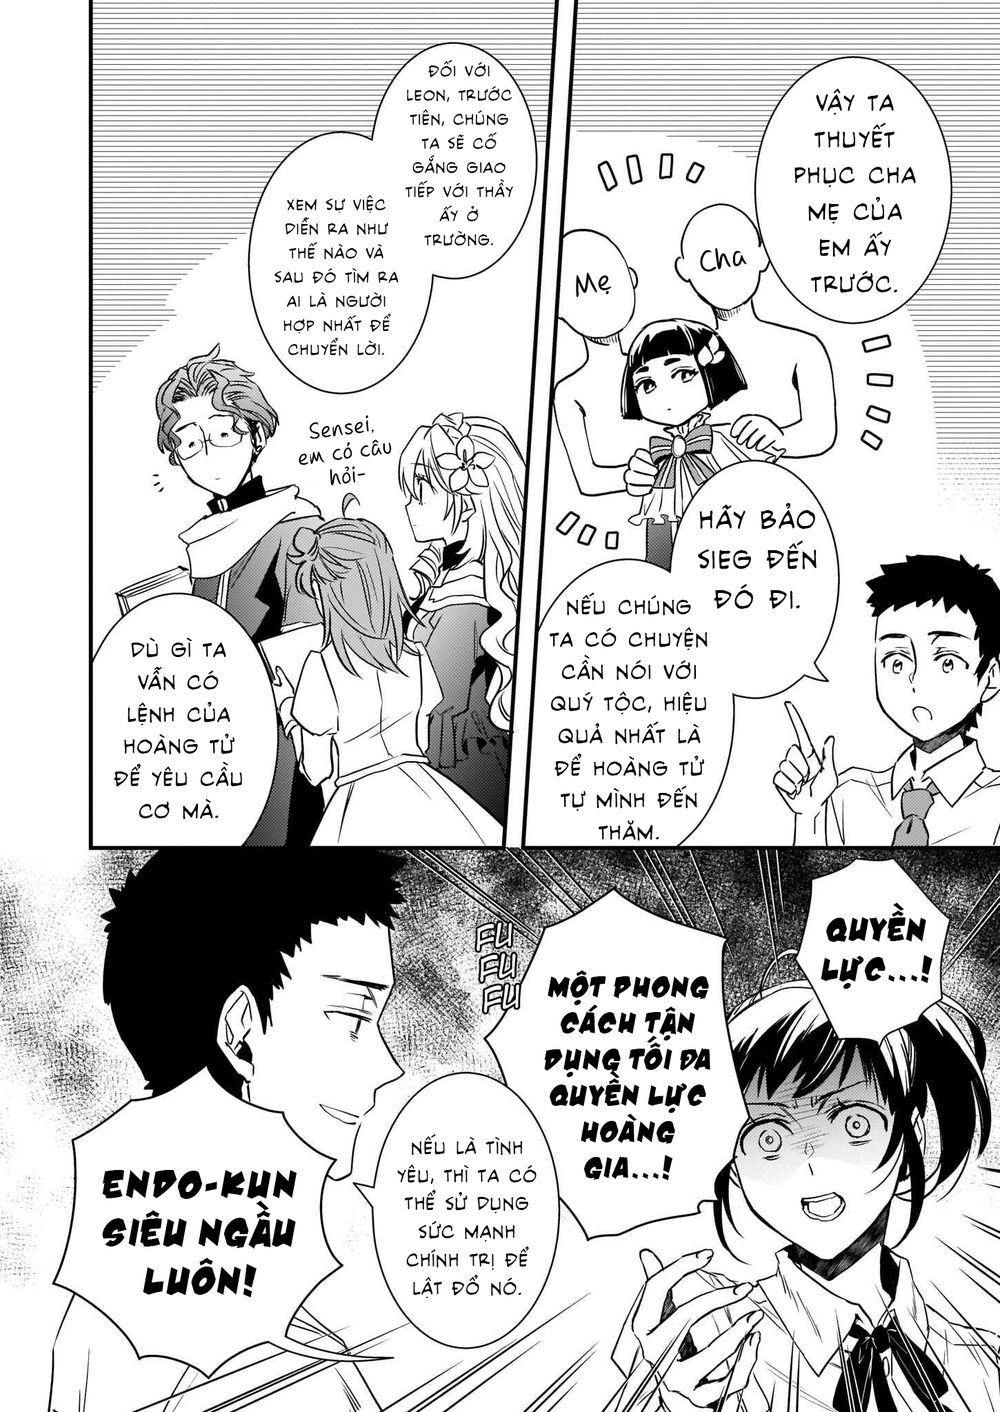 VẬY TA
THUYẾT
PHỤC CHA
MẸ CỦA
EM ẤY
TRƯỚC.
Cha
Mẹ
HÃY BẢO
SIEG ĐẾN
ĐÓ ĐI.
NẾU CHÚNG
TA CÓ CHUYỆN
CẦN NÓI VỚI
QUÝ TỘC, HIỆU
QUẢ NHẤT LÀ
ĐỂ HOÀNG TỬ
TỰ MÌNH ĐẾN
THĂM.
ĐỐI VỚI
LEON, TRƯỚC
TIÊN, CHÚNG
TA SẼ CỐ
GẮNG GIAO
TIẾP VỚI THẦY
ẤY Ở
TRƯỜNG.
XEM SỰ VIỆC
DIỄN RA NHƯ
THẾ NÀO VÀ
SAU ĐÓ TÌM RA
AI LÀ NGƯỜI
HỢP NHẤT ĐỂ
CHUYỂN LỜI.
Sensei,
em có câu
hỏi-
DÙ GÌ TA
VẪN CÓ
LỆNH CỦA
HOÀNG TỬ
ĐỂ YÊU CẦU
CƠ MÀ.
QUYỀN
LỰC...!
MỘT PHONG
CÁCH TẬN
DỤNG TỐI ĐA
QUYỀN LỰC
HOÀNG
GIA...!
FU
FU
FU
NẾU LÀ TÌNH
YÊU, THÌ TA CÓ
THỂ SỬ DỤNG
SỨC MẠNH
CHÍNH TRỊ ĐỂ
LẬT ĐỔ NÓ.
ENDO-KUN
SIÊU NGẦU
LUÔN!